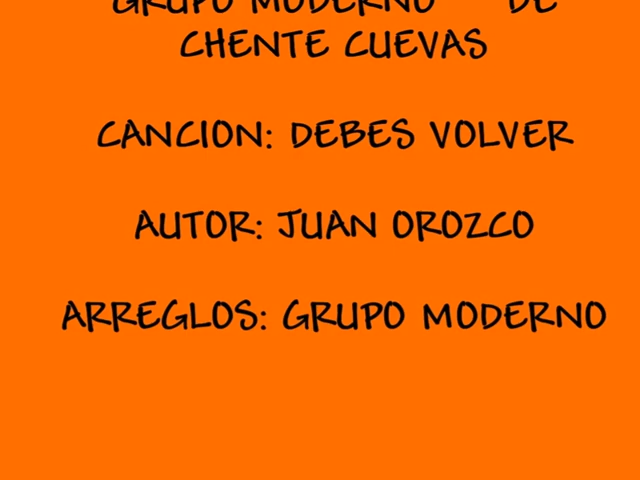 GRUPO MODERNO DE
CHENTE CUEVAS
CANCION: DEBES VOLVER
AUTOR: JUAN OROZCO
ARREGLOS: GRUPO MODERNO